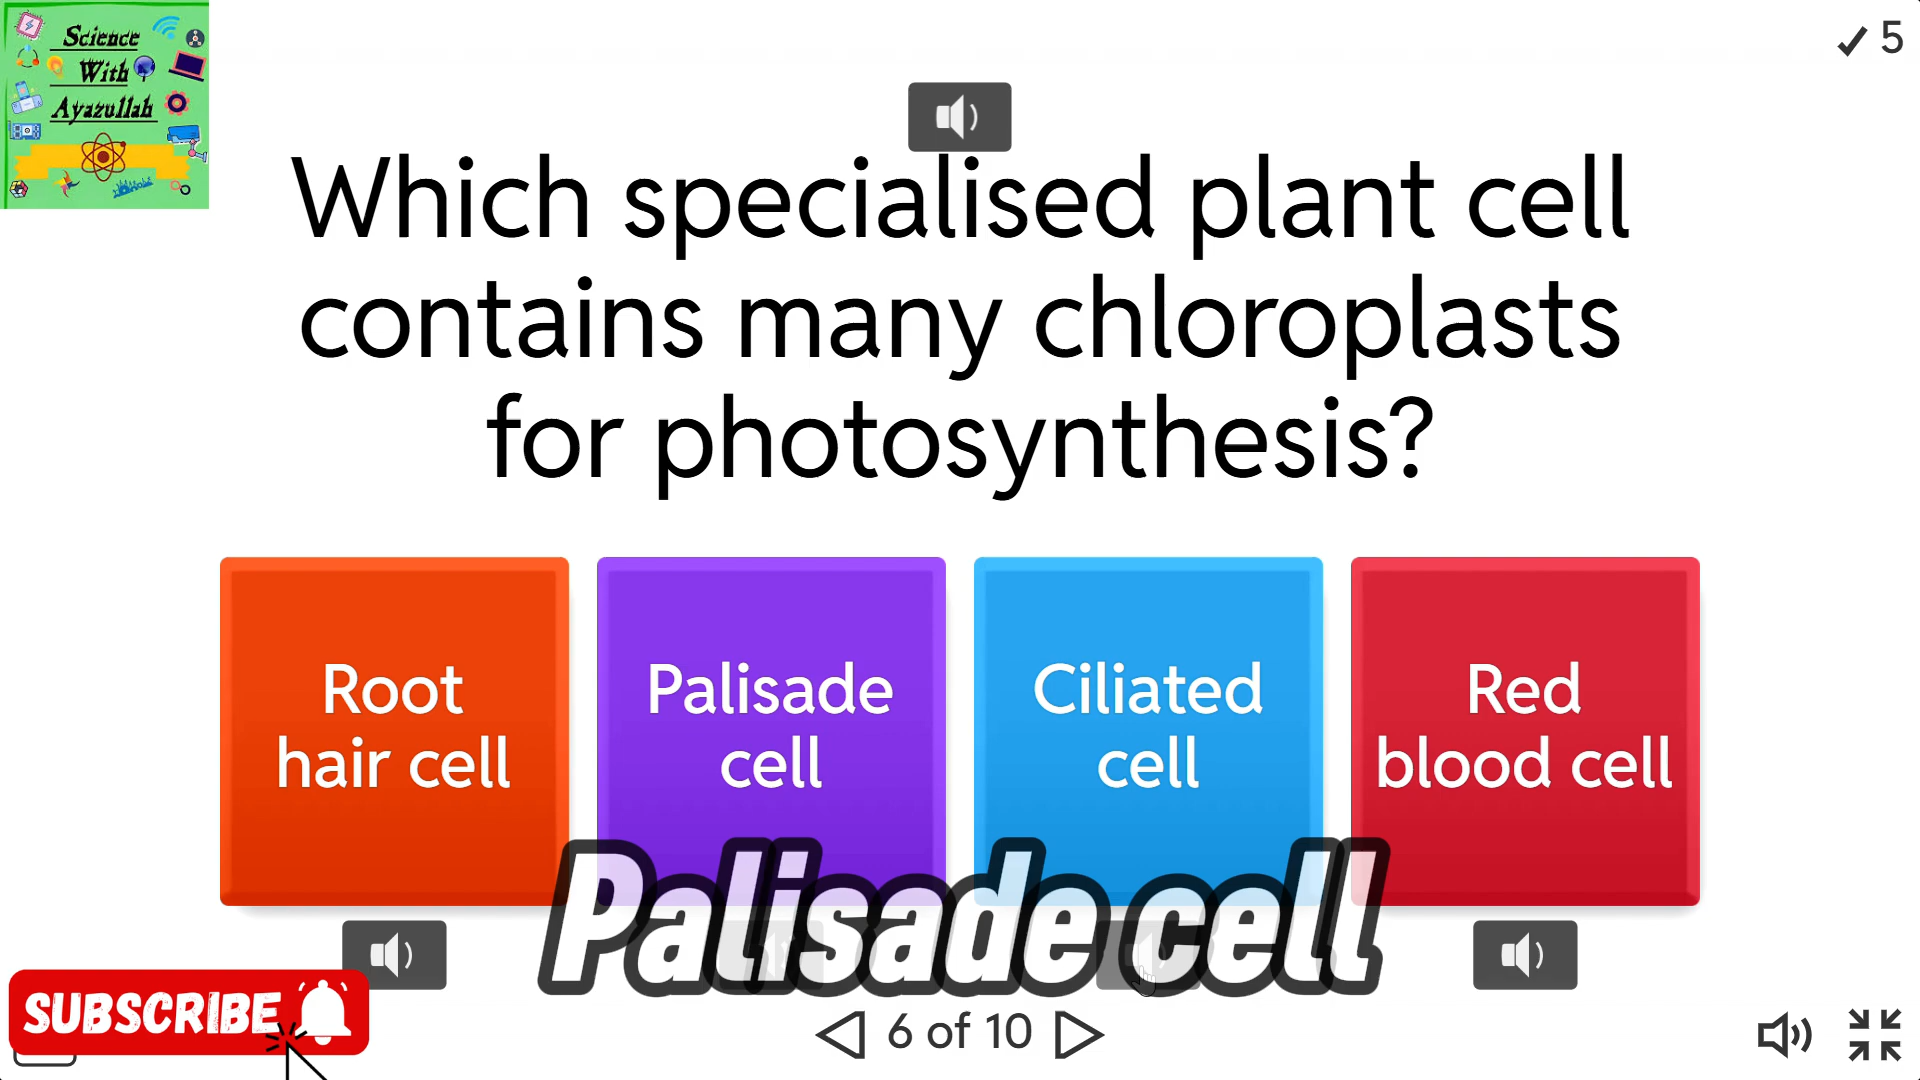 Science
With
Ayazullah
5
Which specialised plant cell
contains many chloroplasts
for photosynthesis?
Root
hair cell
Palisade
cell
Ciliated
cell
Red
blood cell
Palisade cell
SUBSCRIBE
6 of 10